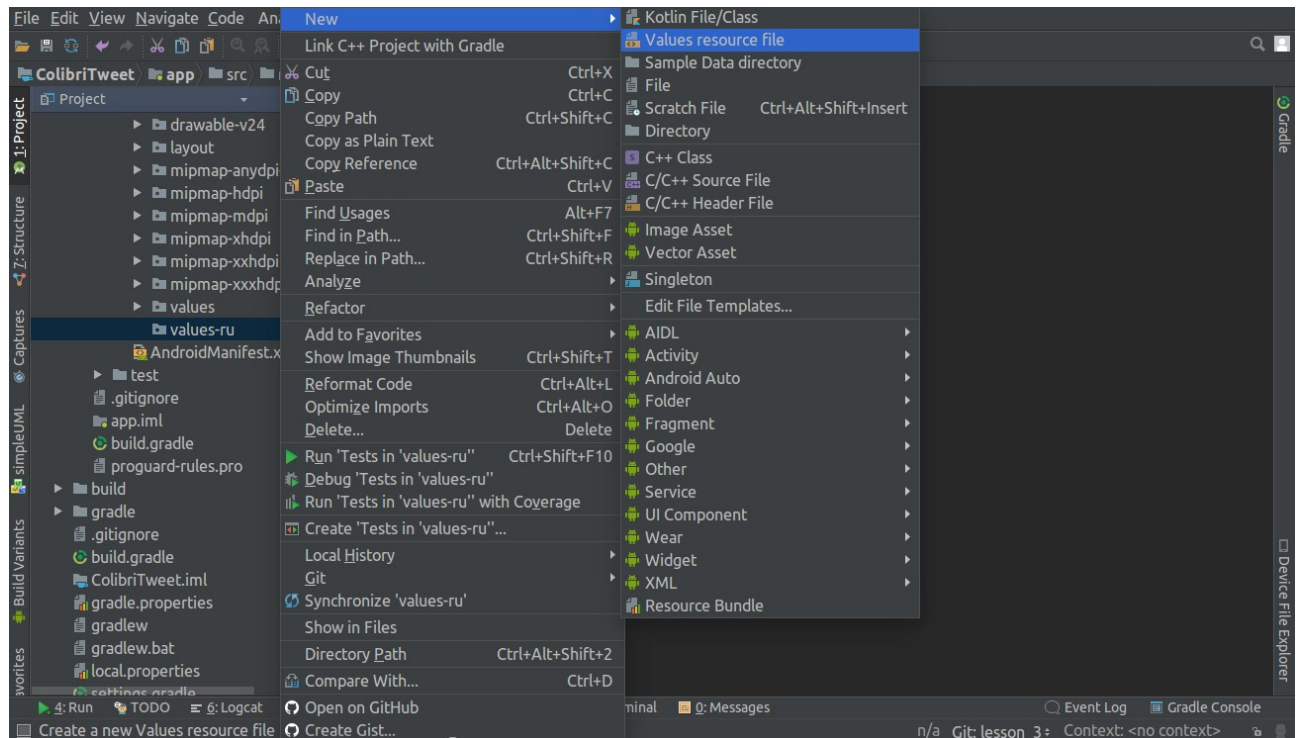 File Edit View Navigate Code
ColibriTweet app src
1: Project
Z: Structure
Captures
simpleUML
Build Variants
Project
drawable-v24
layout
mipmap-anydpi
mipmap-hdpi
mipmap-mdpi
mipmap-xhdpi
mipmap-xxhdpi
mipmap-xxxhdp
values
values-ru
AndroidManifest.x
test
.gitignore
app.iml
build.gradle
proguard-rules.pro
build
gradle
.gitignore
build.gradle
ColibriTweet.iml
gradle.properties
gradlew
gradlew.bat
local.properties
settings.gradle
New
Link C++ Project with Gradle
Cut Ctrl+X
Copy Ctrl+C
Copy Path Ctrl+Shift+C
Copy as Plain Text
Copy Reference Ctrl+Alt+Shift+C
Paste Ctrl+V
Find Usages Alt+F7
Find in Path... Ctrl+Shift+F
Replace in Path... Ctrl+Shift+R
Analyze
Refactor
Add to Favorites
Show Image Thumbnails Ctrl+Shift+T
Reformat Code Ctrl+Alt+L
Optimize Imports Ctrl+Alt+O
Delete... Delete
Run 'Tests in 'values-ru'' Ctrl+Shift+F10
Debug 'Tests in 'values-ru''
Run 'Tests in 'values-ru'' with Coverage
Create 'Tests in 'values-ru''...
Local History
Git
Synchronize 'values-ru'
Show in Files
Directory Path Ctrl+Alt+Shift+2
Compare With... Ctrl+D
Open on GitHub
Create Gist...
Kotlin File/Class
Values resource file
Sample Data directory
File
Scratch File Ctrl+Alt+Shift+Insert
Directory
C++ Class
C/C++ Source File
C/C++ Header File
Image Asset
Vector Asset
Singleton
Edit File Templates...
AIDL
Activity
Android Auto
Folder
Fragment
Google
Other
Service
UI Component
Wear
Widget
XML
Resource Bundle
Gradle
Device File Explorer
4: Run TODO 6: Logcat minal 0: Messages Event Log Gradle Console
Create a new Values resource file n/a Git: lesson_3 Context: <no context>